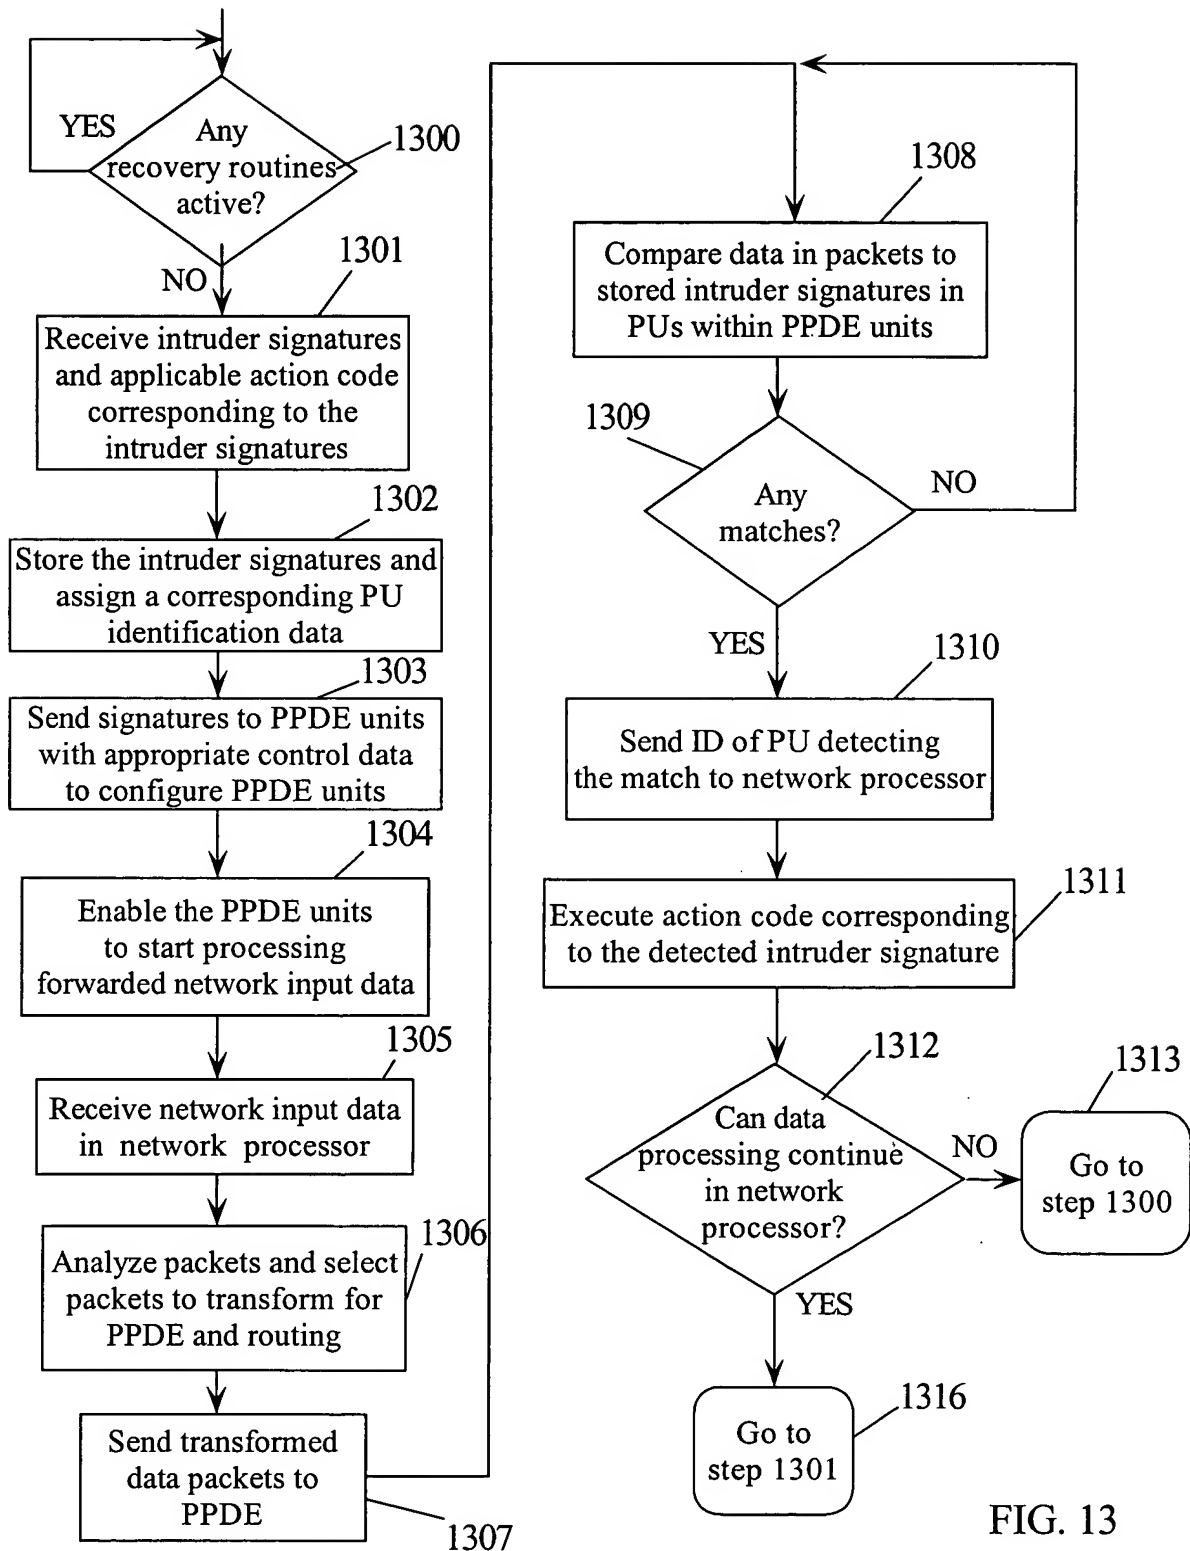 YES
Any
recovery routines
active?
1300
NO
1301
Receive intruder signatures
and applicable action code
corresponding to the
intruder signatures
1302
Store the intruder signatures and
assign a corresponding PU
identification data
1303
Send signatures to PPDE units
with appropriate control data
to configure PPDE units
1304
Enable the PPDE units
to start processing
forwarded network input data
1305
Receive network input data
in network processor
1306
Analyze packets and select
packets to transform for
PPDE and routing
Send transformed
data packets to
PPDE
1307
1308
Compare data in packets to
stored intruder signatures in
PUs within PPDE units
1309
Any
matches?
NO
YES
1310
Send ID of PU detecting
the match to network processor
1311
Execute action code corresponding
to the detected intruder signature
1312
Can data
processing continue
in network
processor?
NO
1313
Go to
step 1300
YES
1316
Go to
step 1301
FIG. 13